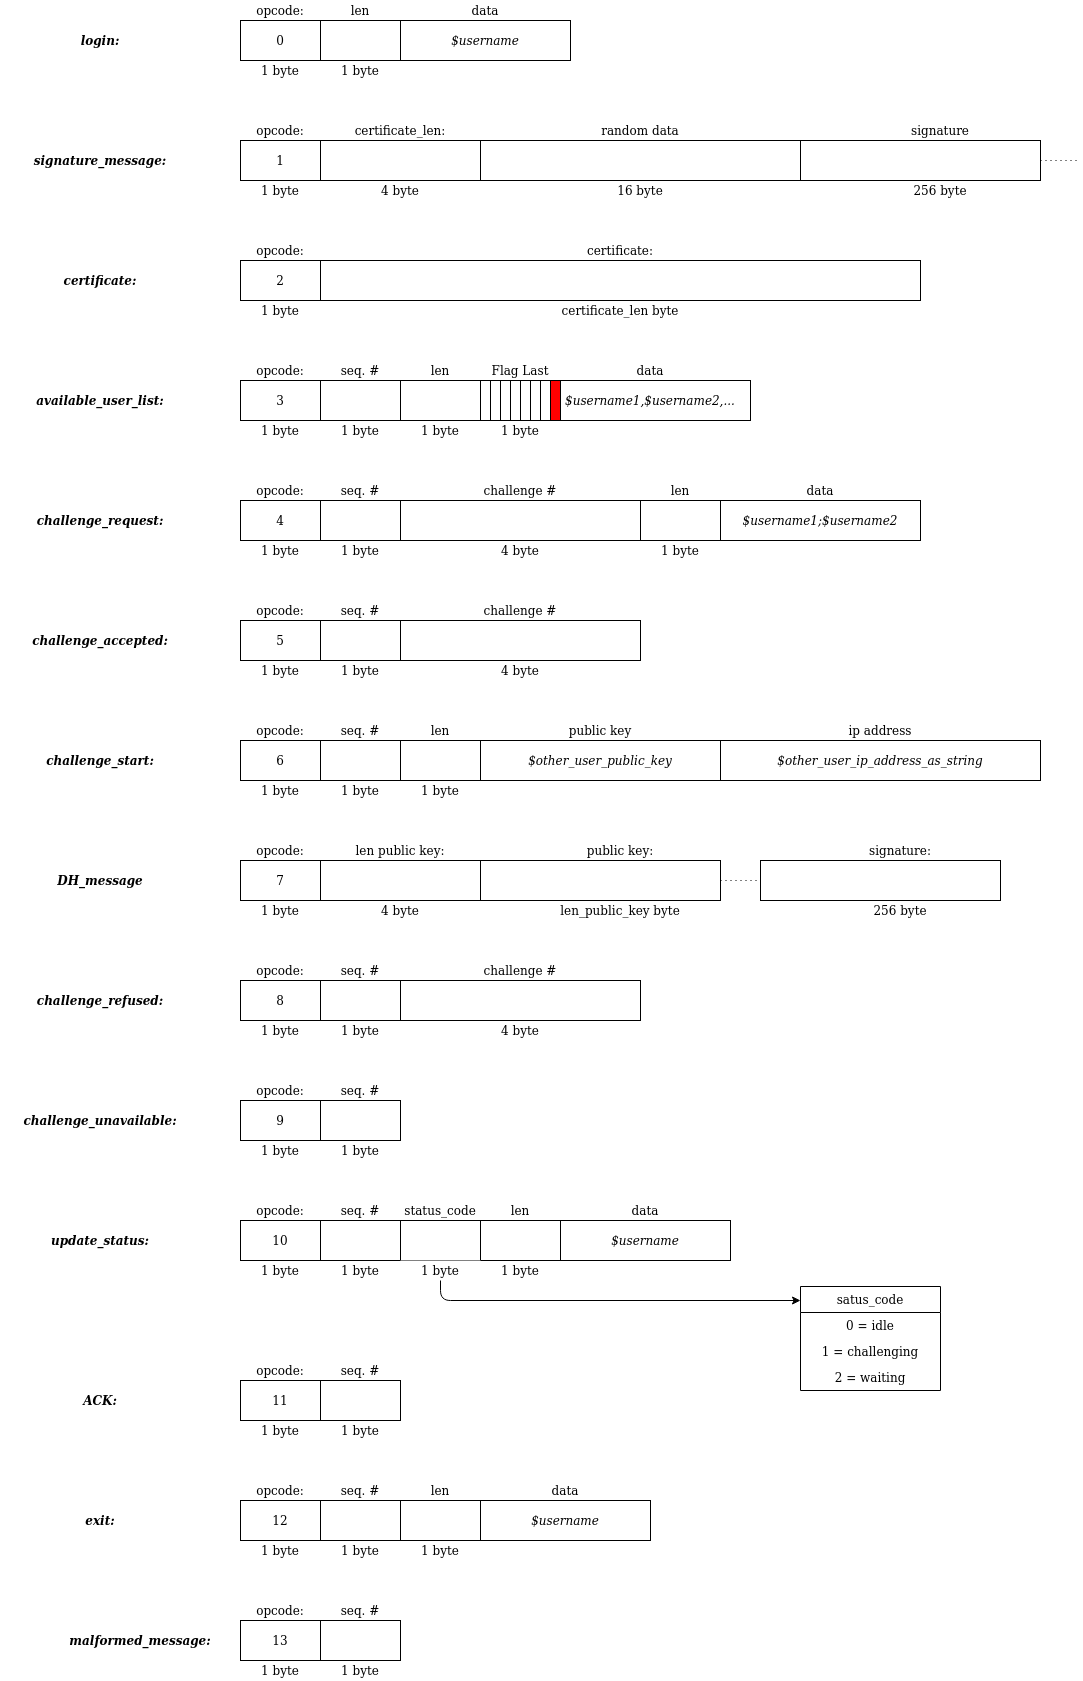 opcode: len data
login: 0 $username
1 byte 1 byte
opcode: certificate_len: random data signature
signature_message: 1
1 byte 4 byte 16 byte 256 byte
opcode: certificate:
certificate: 2
1 byte certificate_len byte
opcode: seq. # len Flag Last data
available_user_list: 3 $username1,$username2,...
1 byte 1 byte 1 byte 1 byte
opcode: seq. # challenge # len data
challenge_request: 4 $username1;$username2
1 byte 1 byte 4 byte 1 byte
opcode: seq. # challenge #
challenge_accepted: 5
1 byte 1 byte 4 byte
opcode: seq. # len public key ip address
challenge_start: 6 $other_user_public_key $other_user_ip_address_as_string
1 byte 1 byte 1 byte
opcode: len public key: public key: signature:
DH_message 7
1 byte 4 byte len_public_key byte 256 byte
opcode: seq. # challenge #
challenge_refused: 8
1 byte 1 byte 4 byte
opcode: seq. #
challenge_unavailable: 9
1 byte 1 byte
opcode: seq. # status_code len data
update_status: 10 $username
1 byte 1 byte 1 byte 1 byte
satus_code
0 = idle
1 = challenging
2 = waiting
opcode: seq. #
ACK: 11
1 byte 1 byte
opcode: seq. # len data
exit: 12 $username
1 byte 1 byte 1 byte
opcode: seq. #
malformed_message: 13
1 byte 1 byte